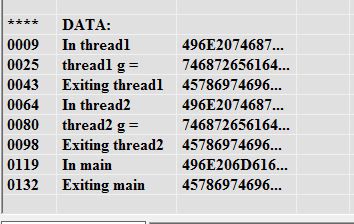 **** DATA:
0009 In thread1 496E2074687...
0025 thread1 g = 746872656164...
0043 Exiting thread1 45786974696...
0064 In thread2 496E2074687...
0080 thread2 g = 746872656164...
0098 Exiting thread2 45786974696...
0119 In main 496E206D616...
0132 Exiting main 45786974696...